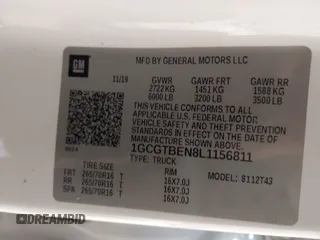 GM
MFD BY GENERAL MOTORS LLC
11/19 GVWR GAWR FRT GAWR RR
2722 KG 1451 KG 1588 KG
6000 LB 3200 LB 3500 LB
THIS VEHICLE CONFORMS TO ALL
APPLICABLE U.S. FEDERAL MOTOR
VEHICLE SAFETY AND BUMPER
STANDARDS IN EFFECT ON THE DATE
OF MANUFACTURE SHOWN ABOVE.
1GCGTBEN8L1156811
TYPE: TRUCK MODEL: 8112T43
TIRE SIZE RIM
FRT 265/70R16 T 16X7.0J
RR 265/70R16 T 16X7.0J
SPA 265/70R16 T 16X7.0J
DREAMBID